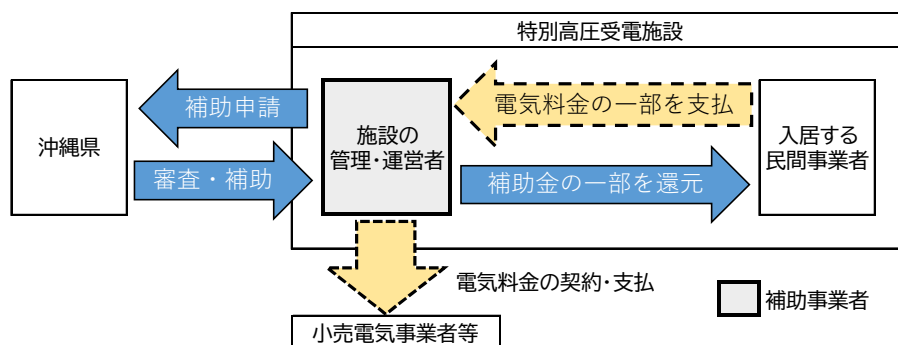 特別高圧受電施設
補助申請
電気料金の一部を支払
沖縄県
施設の
管理・運営者
入居する
民間事業者
審査・補助
補助金の一部を還元
電気料金の契約・支払
補助事業者
小売電気事業者等